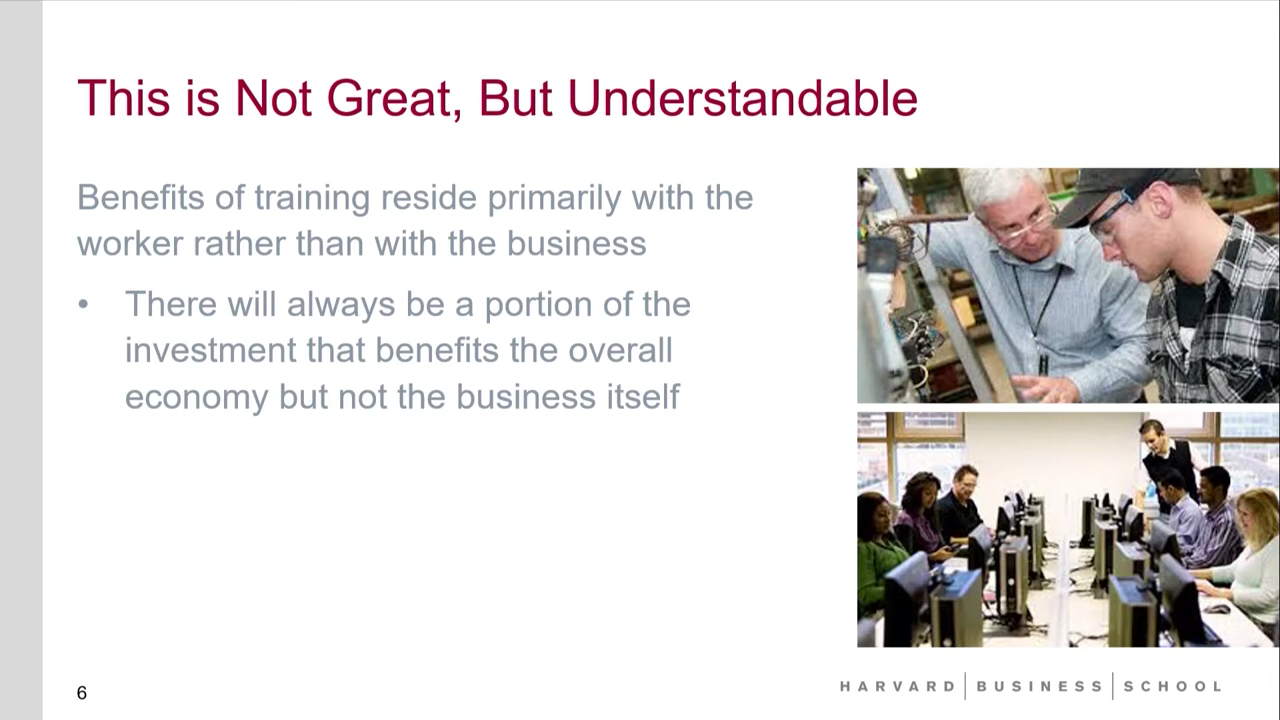 This is Not Great, But Understandable
Benefits of training reside primarily with the
worker rather than with the business
• There will always be a portion of the
investment that benefits the overall
economy but not the business itself
6
HARVARD | BUSINESS | SCHOOL